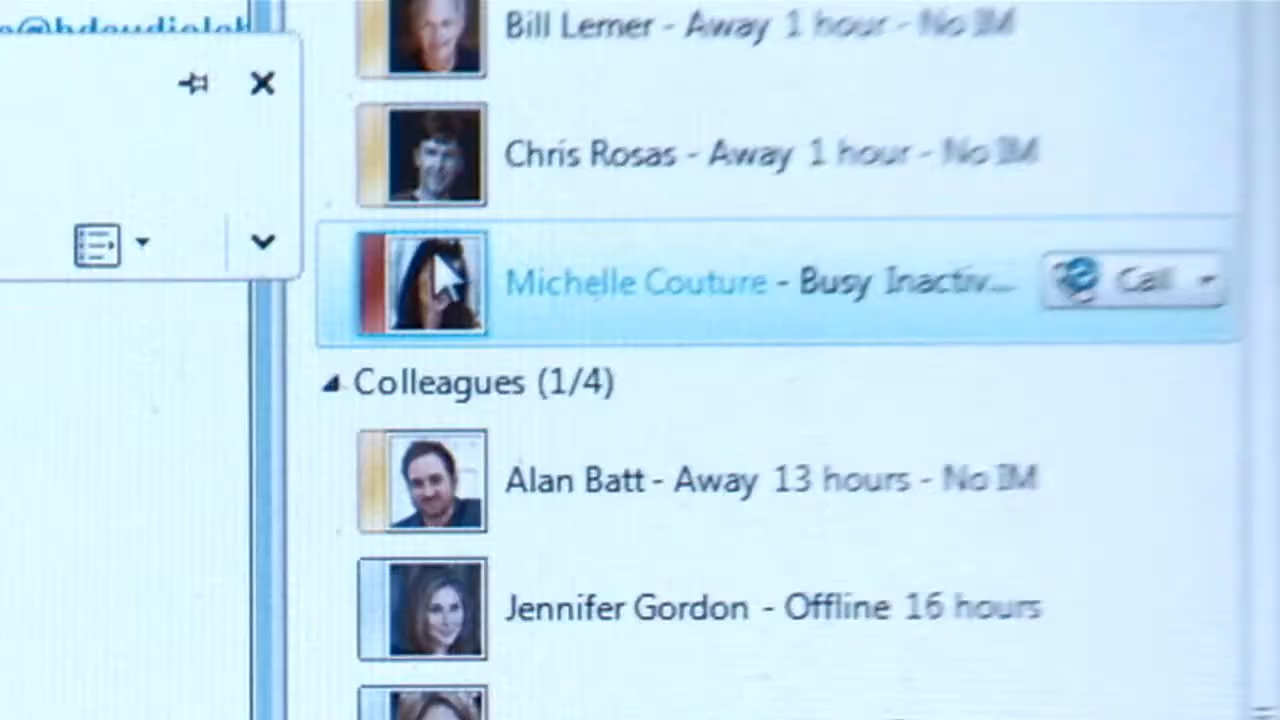 Bill Lerner - Away 1 hour - No IM
Chris Rosas - Away 1 hour - No IM
Michelle Couture - Busy Inactiv... Call
Colleagues (1/4)
Alan Batt - Away 13 hours - No IM
Jennifer Gordon - Offline 16 hours